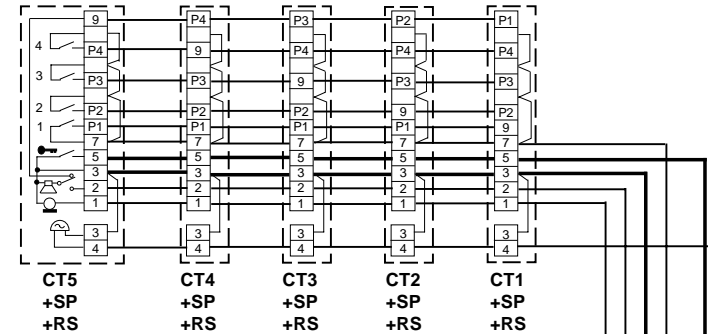 9 P4 P3 P2 P1
4 P4 9 P4 P4 P4
3 P3 P3 9 P3 P3
2 P2 P2 P2 9 P2
1 P1 P1 P1 P1 9
7 7 7 7 7
5 5 5 5 5
3 3 3 3 3
2 2 2 2 2
1 1 1 1 1
3 3 3 3 3
4 4 4 4 4
CT5 CT4 CT3 CT2 CT1
+SP +SP +SP +SP +SP
+RS +RS +RS +RS +RS